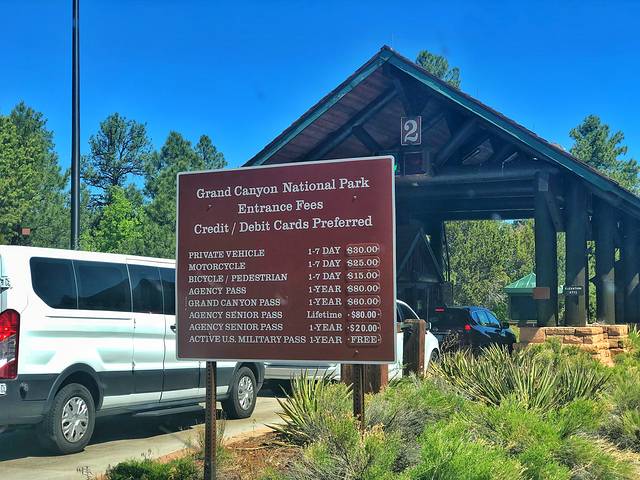 2
Grand Canyon National Park
Entrance Fees
Credit / Debit Cards Preferred
PRIVATE VEHICLE 1-7 DAY $30.00
MOTORCYCLE 1-7 DAY $25.00
BICYCLE / PEDESTRIAN 1-7 DAY $15.00
AGENCY PASS 1-YEAR $80.00
GRAND CANYON PASS 1-YEAR $60.00
AGENCY SENIOR PASS Lifetime $80.00
AGENCY SENIOR PASS 1-YEAR $20.00
ACTIVE U.S. MILITARY PASS 1-YEAR FREE
ELEVATION